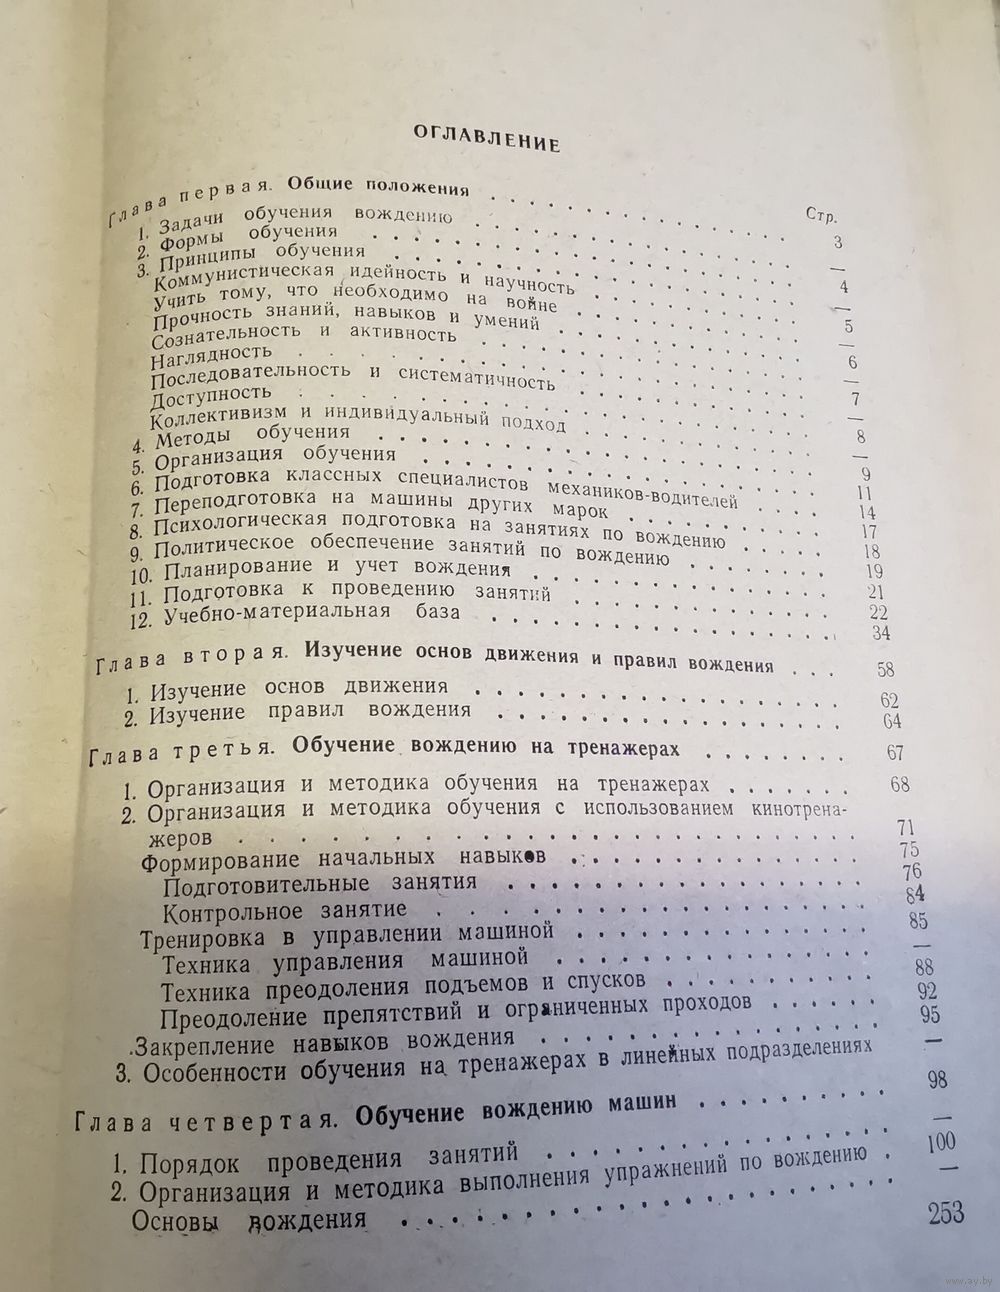 ОГЛАВЛЕНИЕ
Стр.
Глава первая. Общие положения . . . 3
1. Задачи обучения вождению . . . —
2. Формы обучения . . . 4
3. Принципы обучения . . . —
Коммунистическая идейность и научность . . . 5
Учить тому, что необходимо на войне . . . —
Прочность знаний, навыков и умений . . . 6
Сознательность и активность . . . —
Наглядность . . . 7
Последовательность и систематичность . . . —
Доступность . . . 8
Коллективизм и индивидуальный подход . . . —
4. Методы обучения . . . 9
5. Организация обучения . . . 11
6. Подготовка классных специалистов механиков-водителей . . . 14
7. Переподготовка на машины других марок . . . 17
8. Психологическая подготовка на занятиях по вождению . . . 18
9. Политическое обеспечение занятий по вождению . . . 19
10. Планирование и учет вождения . . . 21
11. Подготовка к проведению занятий . . . 22
12. Учебно-материальная база . . . 34
Глава вторая. Изучение основ движения и правил вождения . . . 58
1. Изучение основ движения . . . 62
2. Изучение правил вождения . . . 64
Глава третья. Обучение вождению на тренажерах . . . 67
1. Организация и методика обучения на тренажерах . . . 68
2. Организация и методика обучения с использованием кинотрена-
жеров . . . 71
Формирование начальных навыков . . . 75
Подготовительные занятия . . . 76
Контрольное занятие . . . 84
Тренировка в управлении машиной . . . 85
Техника управления машиной . . . —
Техника преодоления подъемов и спусков . . . 88
Преодоление препятствий и ограниченных проходов . . . 92
Закрепление навыков вождения . . . 95
3. Особенности обучения на тренажерах в линейных подразделениях —
Глава четвертая. Обучение вождению машин . . . 98
1. Порядок проведения занятий . . . —
2. Организация и методика выполнения упражнений по вождению . 100
Основы вождения . . . —
253
www.ay.by